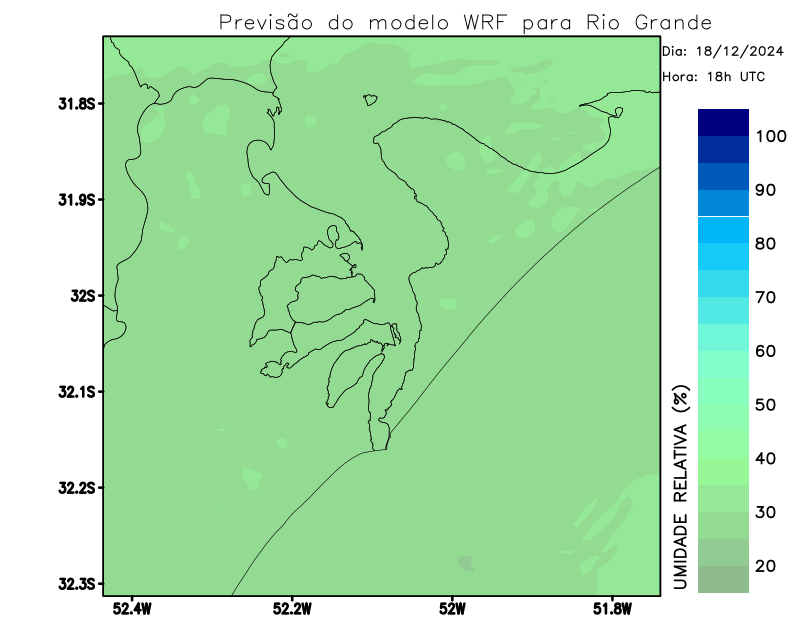 Previsão do modelo WRF para Rio Grande
Dia: 18/12/2024
Hora: 18h UTC
31.8S
31.9S
32S
32.1S
32.2S
32.3S
52.4W
52.2W
52W
51.8W
UMIDADE RELATIVA (%)
100
90
80
70
60
50
40
30
20